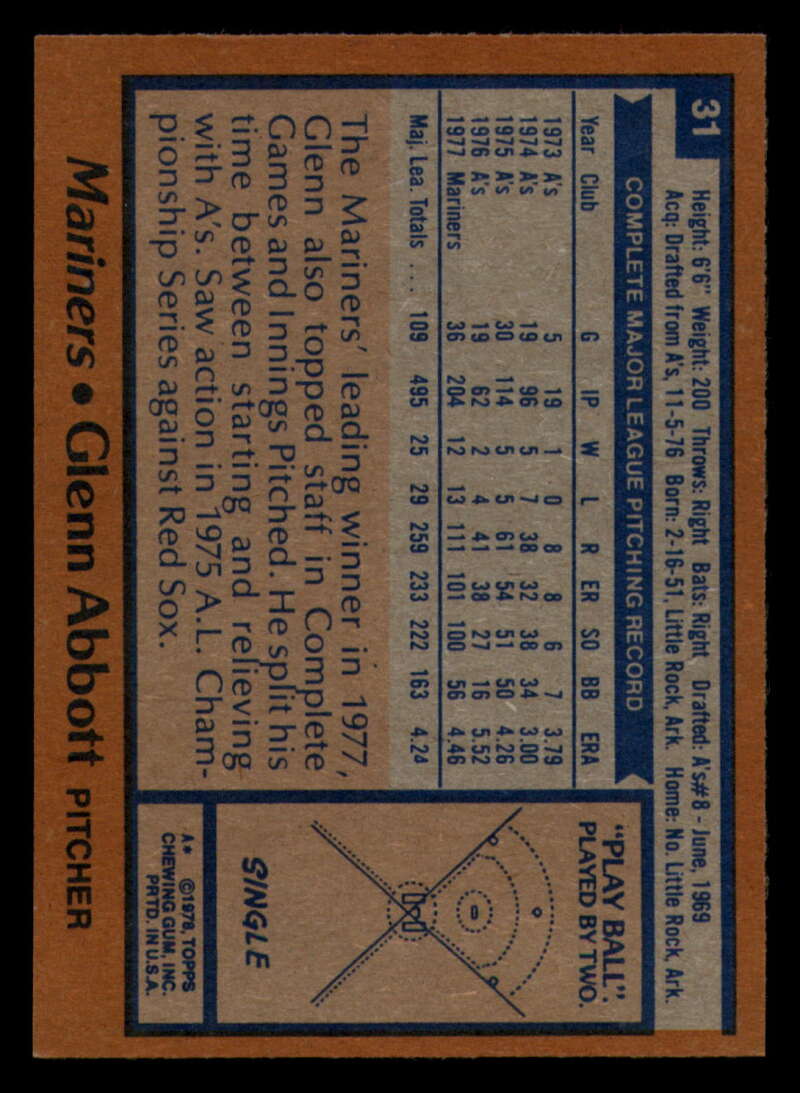 31
Height: 6'6" Weight: 200 Throws: Right Bats: Right Drafted: A's#8 - June, 1969
Acq: Drafted from A's, 11-5-76 Born: 2-16-51, Little Rock, Ark. Home: No. Little Rock, Ark.
COMPLETE MAJOR LEAGUE PITCHING RECORD
Year Club G IP W L R ER SO BB ERA
1973 A's 5 19 1 0 8 8 6 7 3.79
1974 A's 19 96 5 7 38 32 38 34 3.00
1975 A's 30 114 5 5 61 54 51 50 4.26
1976 A's 19 62 2 4 41 38 27 16 5.52
1977 Mariners 36 204 12 13 111 101 100 56 4.46
Maj. Lea. Totals .... 109 495 25 29 259 233 222 163 4.24
The Mariners' leading winner in 1977,
Glenn also topped staff in Complete
Games and Innings Pitched. He split his
time between starting and relieving
with A's. Saw action in 1975 A.L. Cham-
pionship Series against Red Sox.
"PLAY BALL".
PLAYED BY TWO.
SINGLE
A* ©1978, TOPPS
CHEWING GUM, INC.
PRTD. IN U.S.A.
Mariners • Glenn Abbott PITCHER